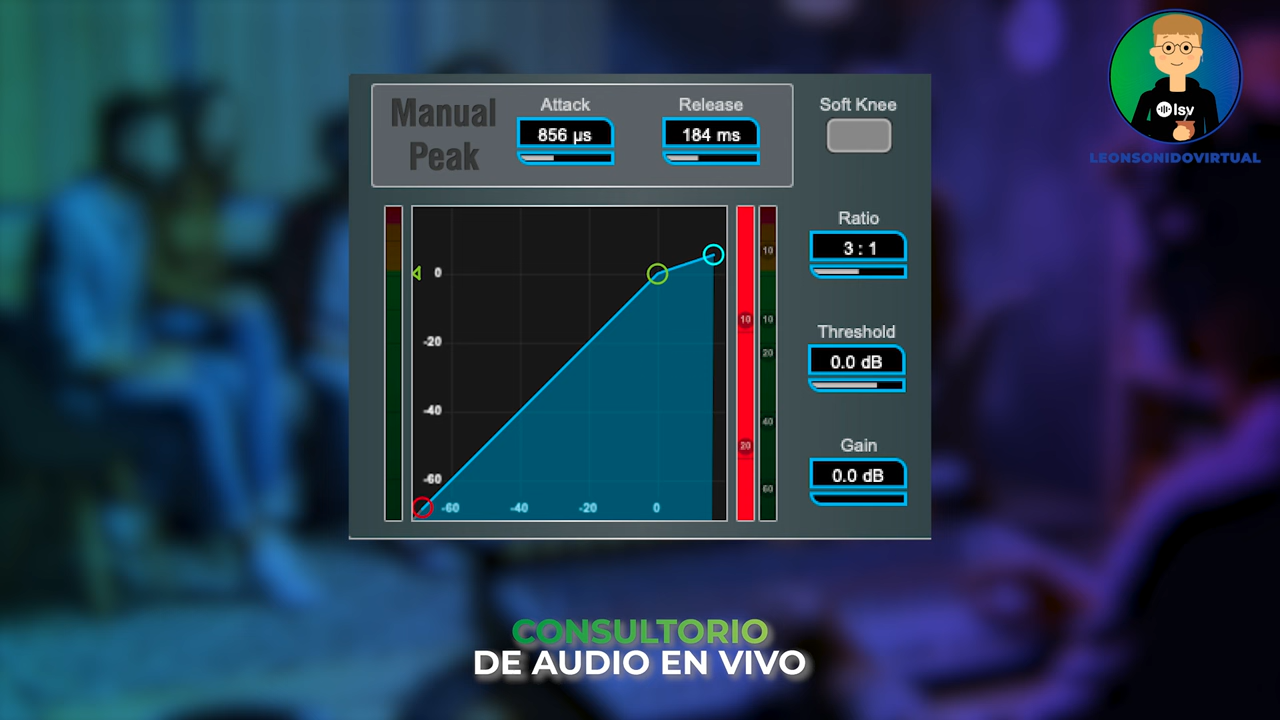 Manual
Peak
Attack
856 µs
Release
184 ms
Soft Knee
lsv
LEONSONIDOVIRTUAL
Ratio
3 : 1
Threshold
0.0 dB
Gain
0.0 dB
0
-20
-40
-60
-60
-40
-20
0
10
20
10
10
20
40
60
CONSULTORIO
DE AUDIO EN VIVO